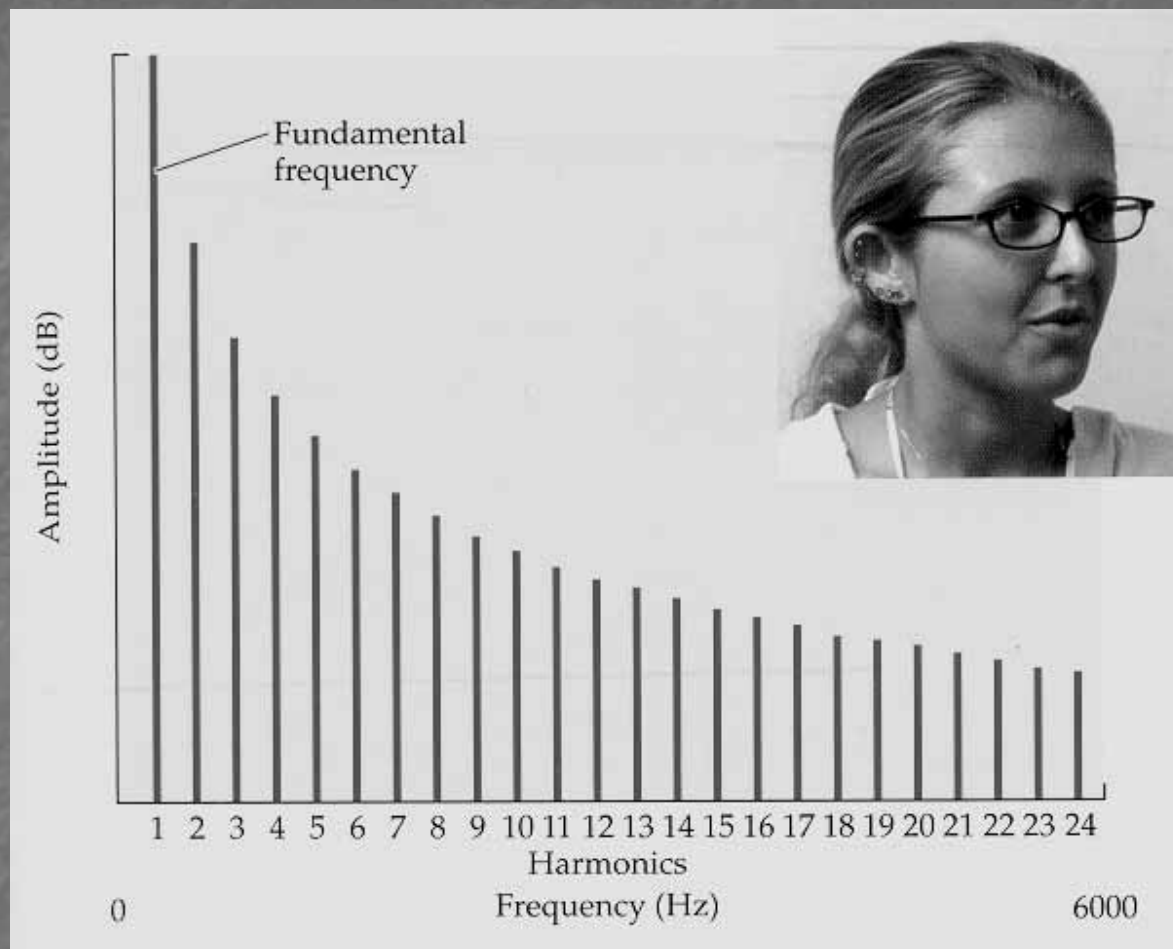 Fundamental
frequency
Amplitude (dB)
1 2 3 4 5 6 7 8 9 10 11 12 13 14 15 16 17 18 19 20 21 22 23 24
Harmonics
0 Frequency (Hz) 6000